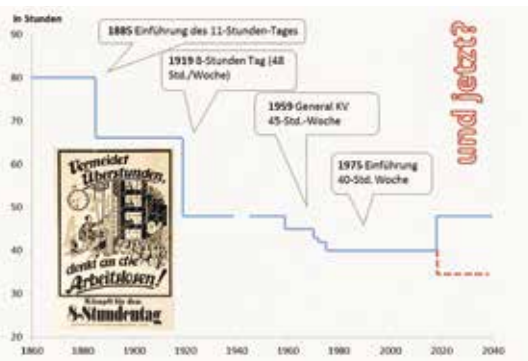 In Stunden
90
80
70
60
50
40
30
20
1860
1880
1900
1920
1940
1960
1980
2000
2020
2040
1885 Einführung des 11-Stunden-Tages
1919 8-Stunden Tag (48
Std./Woche)
1959 General KV
45-Std.-Woche
1975 Einführung
40-Std. Woche
und jetzt?
Vermeidet
Überstunden,
denkt an die
Arbeitslosen!
Kämpft für den
8-Stundentag